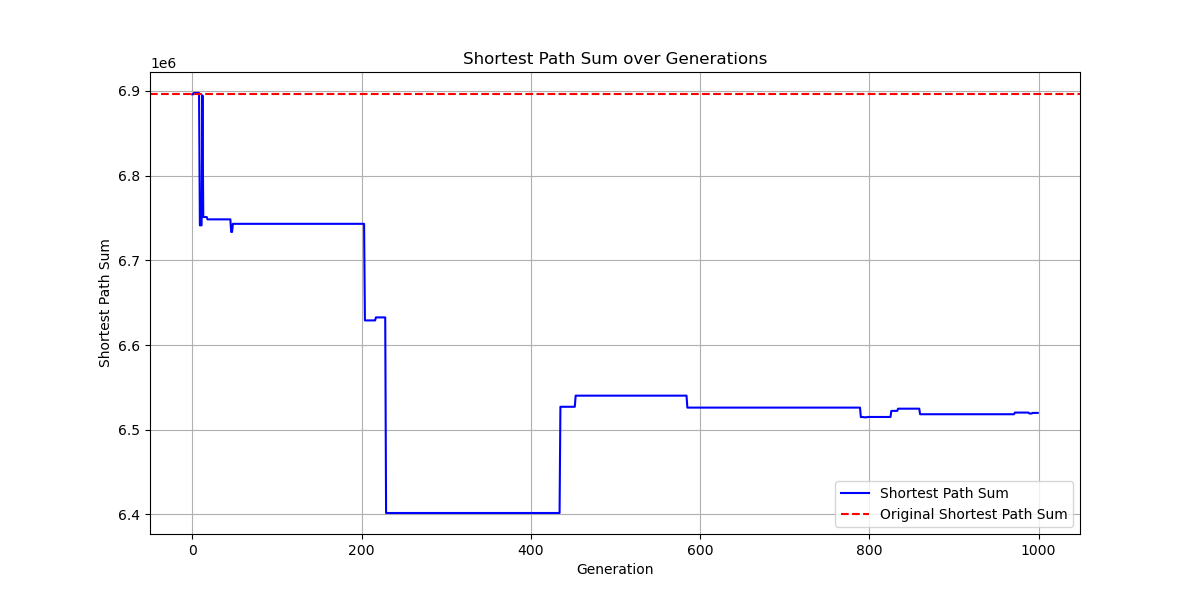 Shortest Path Sum over Generations
1e6
6.9
6.8
6.7
6.6
6.5
6.4
Shortest Path Sum
0 200 400 600 800 1000
Generation
Shortest Path Sum
Original Shortest Path Sum